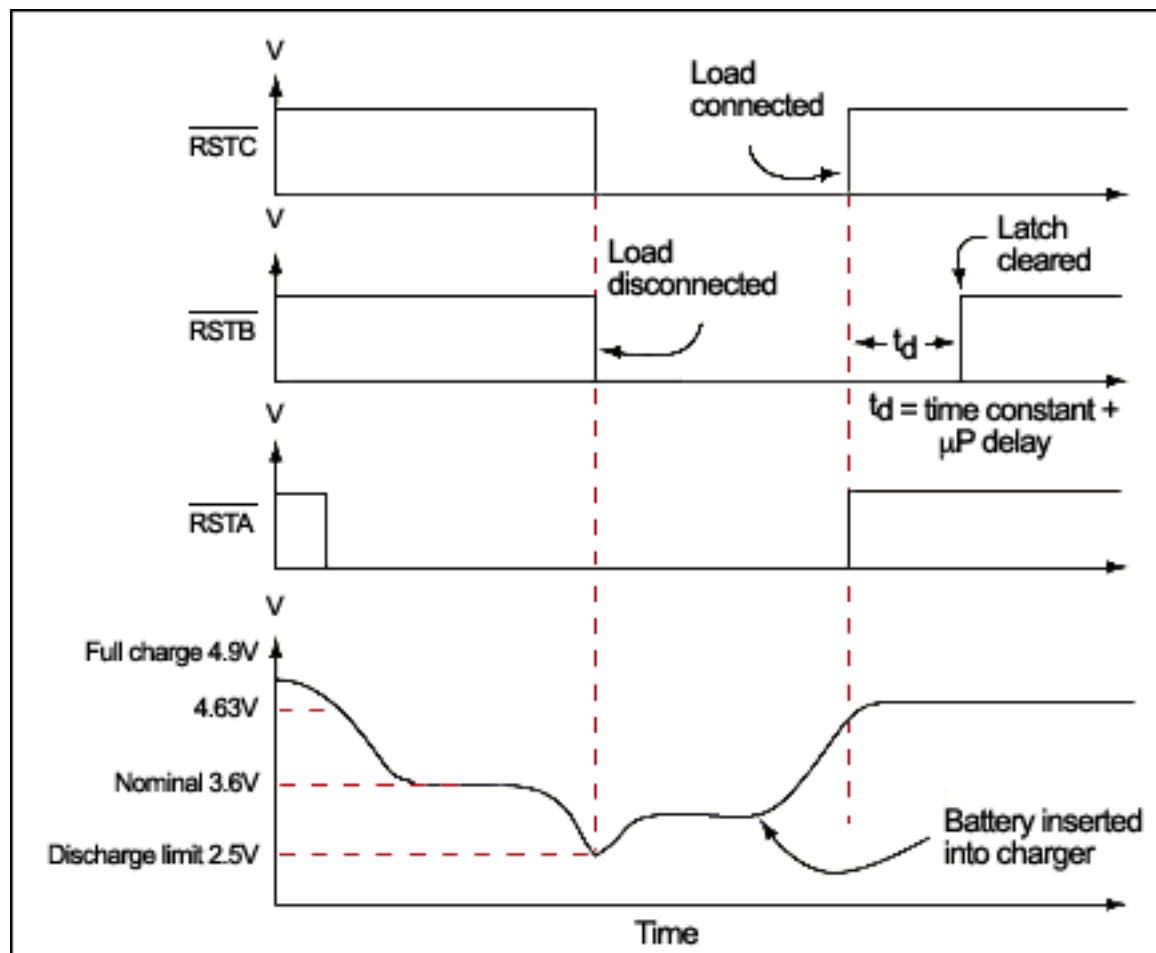 V
Load
connected
RSTC
V
Latch
cleared
Load
disconnected
RSTB
td
td = time constant +
µP delay
V
RSTA
V
Full charge 4.9V
4.63V
Nominal 3.6V
Discharge limit 2.5V
Battery inserted
into charger
Time